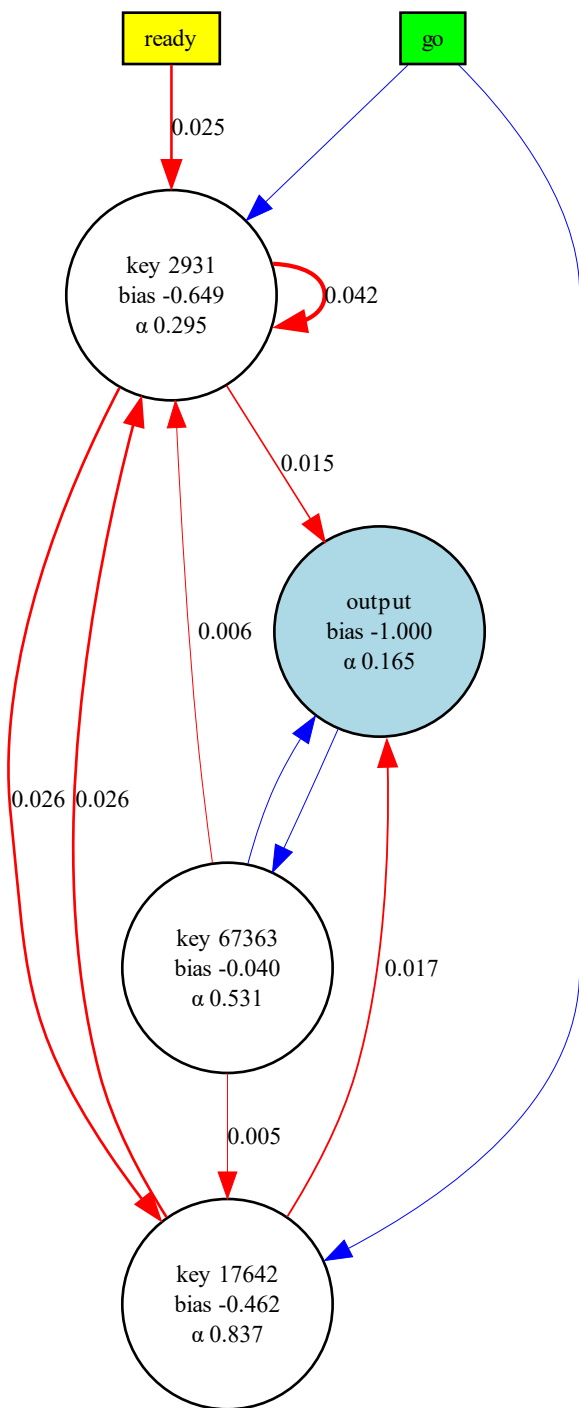 ready
go
0.025
key 2931
bias -0.649
α 0.295
0.042
0.015
output
bias -1.000
α 0.165
0.006
0.026
0.026
key 67363
bias -0.040
α 0.531
0.017
0.005
key 17642
bias -0.462
α 0.837